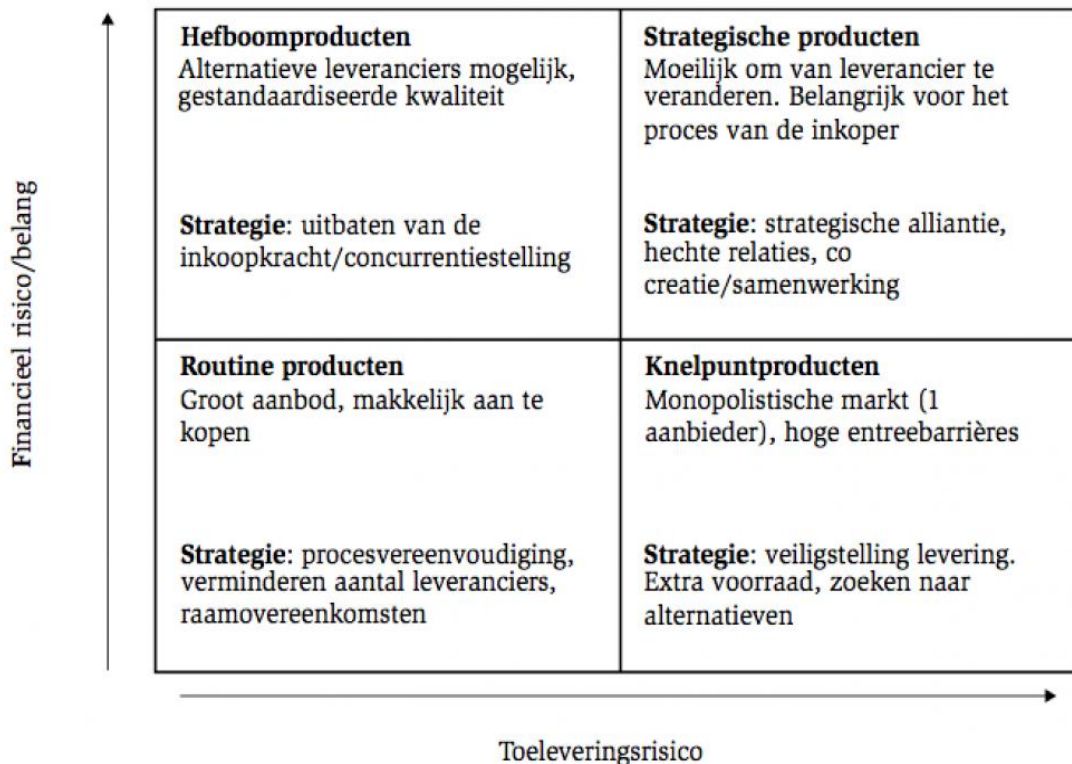 Financieel risico/belang
Hefboomproducten
Alternatieve leveranciers mogelijk,
gestandaardiseerde kwaliteit
Strategie: uitbaten van de
inkoopkracht/concurrentiestelling
Strategische producten
Moeilijk om van leverancier te
veranderen. Belangrijk voor het
proces van de inkoper
Strategie: strategische alliantie,
hechte relaties, co
creatie/samenwerking
Routine producten
Groot aanbod, makkelijk aan te
kopen
Strategie: procesvereenvoudiging,
verminderen aantal leveranciers,
raamovereenkomsten
Knelpuntproducten
Monopolistische markt (1
aanbieder), hoge entreebarrières
Strategie: veiligstelling levering.
Extra voorraad, zoeken naar
alternatieven
Toeleveringsrisico